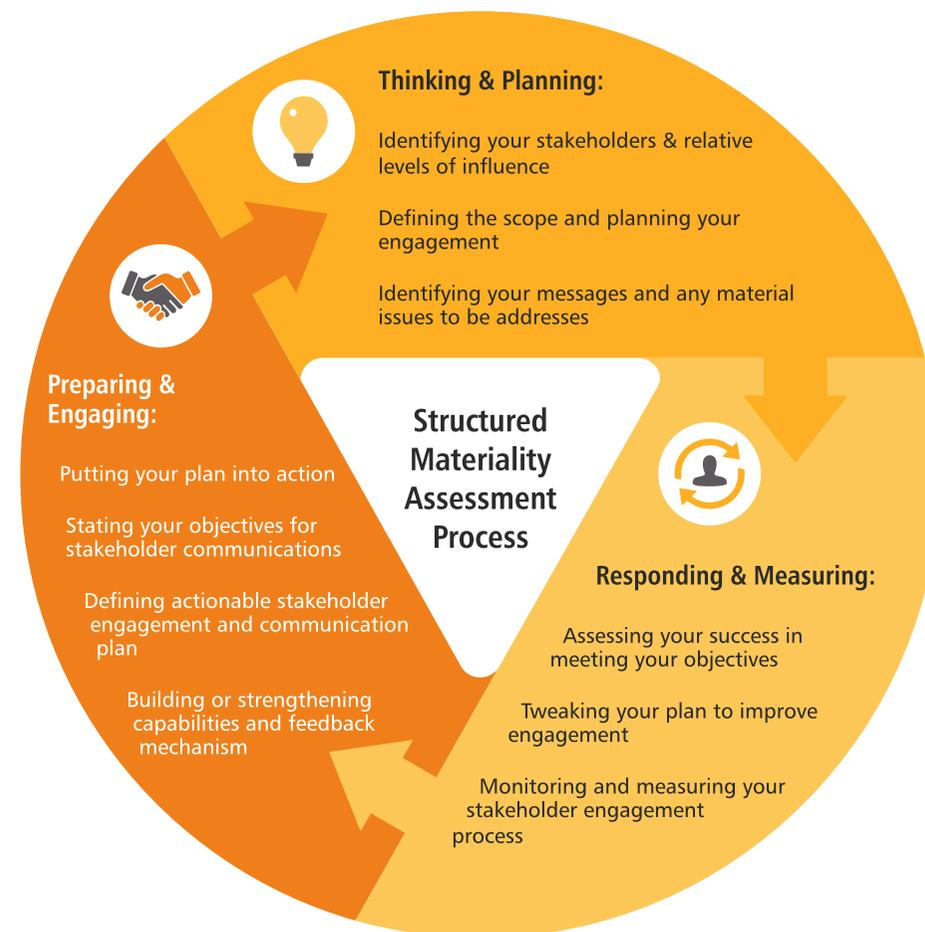 Thinking & Planning:
Identifying your stakeholders & relative
levels of influence
Defining the scope and planning your
engagement
Identifying your messages and any material
issues to be addresses
Preparing &
Engaging:
Putting your plan into action
Stating your objectives for
stakeholder communications
Defining actionable stakeholder
engagement and communication
plan
Building or strengthening
capabilities and feedback
mechanism
Structured
Materiality
Assessment
Process
Responding & Measuring:
Assessing your success in
meeting your objectives
Tweaking your plan to improve
engagement
Monitoring and measuring your
stakeholder engagement
process